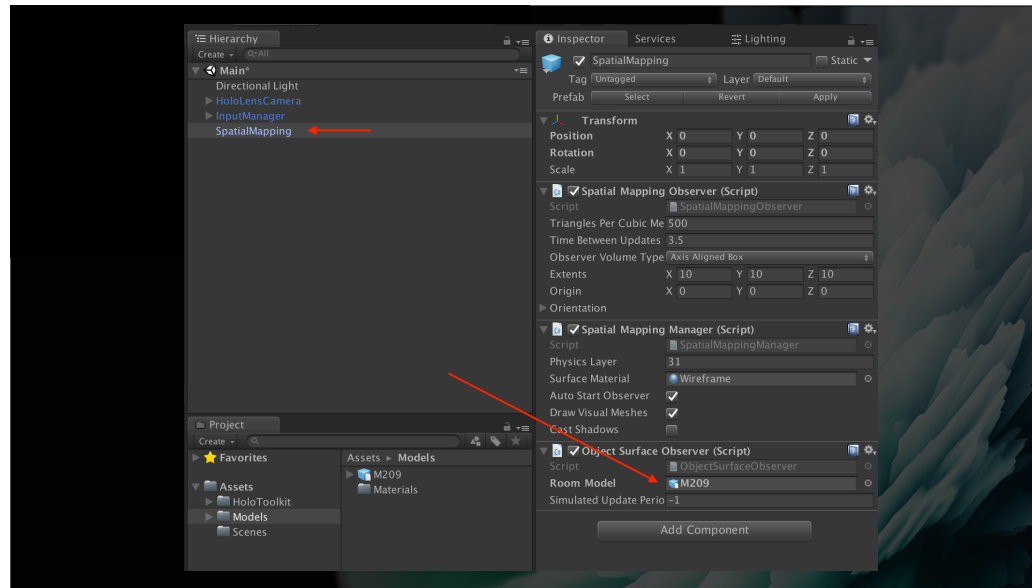 Hierarchy
Create
All
Main*
Directional Light
HoloLensCamera
InputManager
SpatialMapping
Project
Create
Favorites
Assets
HoloToolkit
Models
Scenes
Assets ▸ Models
M209
Materials
Inspector Services Lighting
SpatialMapping Static
Tag Untagged Layer Default
Prefab Select Revert Apply
Transform
Position X 0 Y 0 Z 0
Rotation X 0 Y 0 Z 0
Scale X 1 Y 1 Z 1
Spatial Mapping Observer (Script)
Script SpatialMappingObserver
Triangles Per Cubic Me 500
Time Between Updates 3.5
Observer Volume Type Axis Aligned Box
Extents X 10 Y 10 Z 10
Origin X 0 Y 0 Z 0
Orientation
Spatial Mapping Manager (Script)
Script SpatialMappingManager
Physics Layer 31
Surface Material Wireframe
Auto Start Observer
Draw Visual Meshes
Cast Shadows
Object Surface Observer (Script)
Script ObjectSurfaceObserver
Room Model M209
Simulated Update Perio -1
Add Component